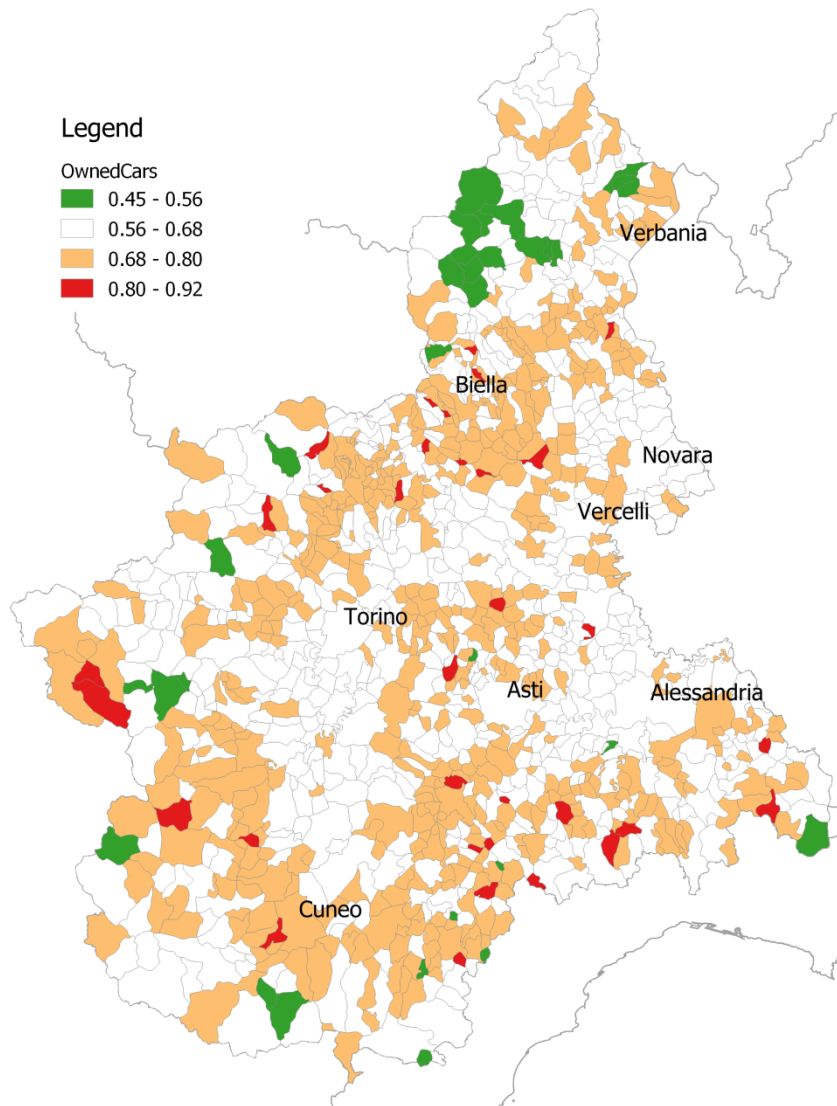 Legend
OwnedCars
0.45 - 0.56
0.56 - 0.68
0.68 - 0.80
0.80 - 0.92
Verbania
Biella
Novara
Vercelli
Torino
Asti
Alessandria
Cuneo